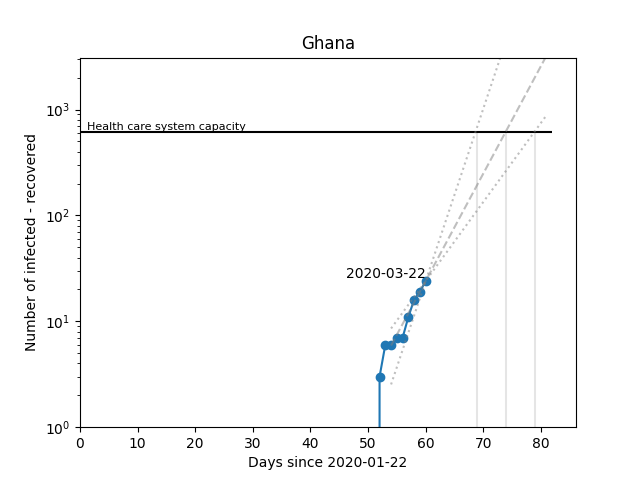 Ghana
Number of infected - recovered
10³
10²
10¹
10⁰
Health care system capacity
2020-03-22
0 10 20 30 40 50 60 70 80
Days since 2020-01-22